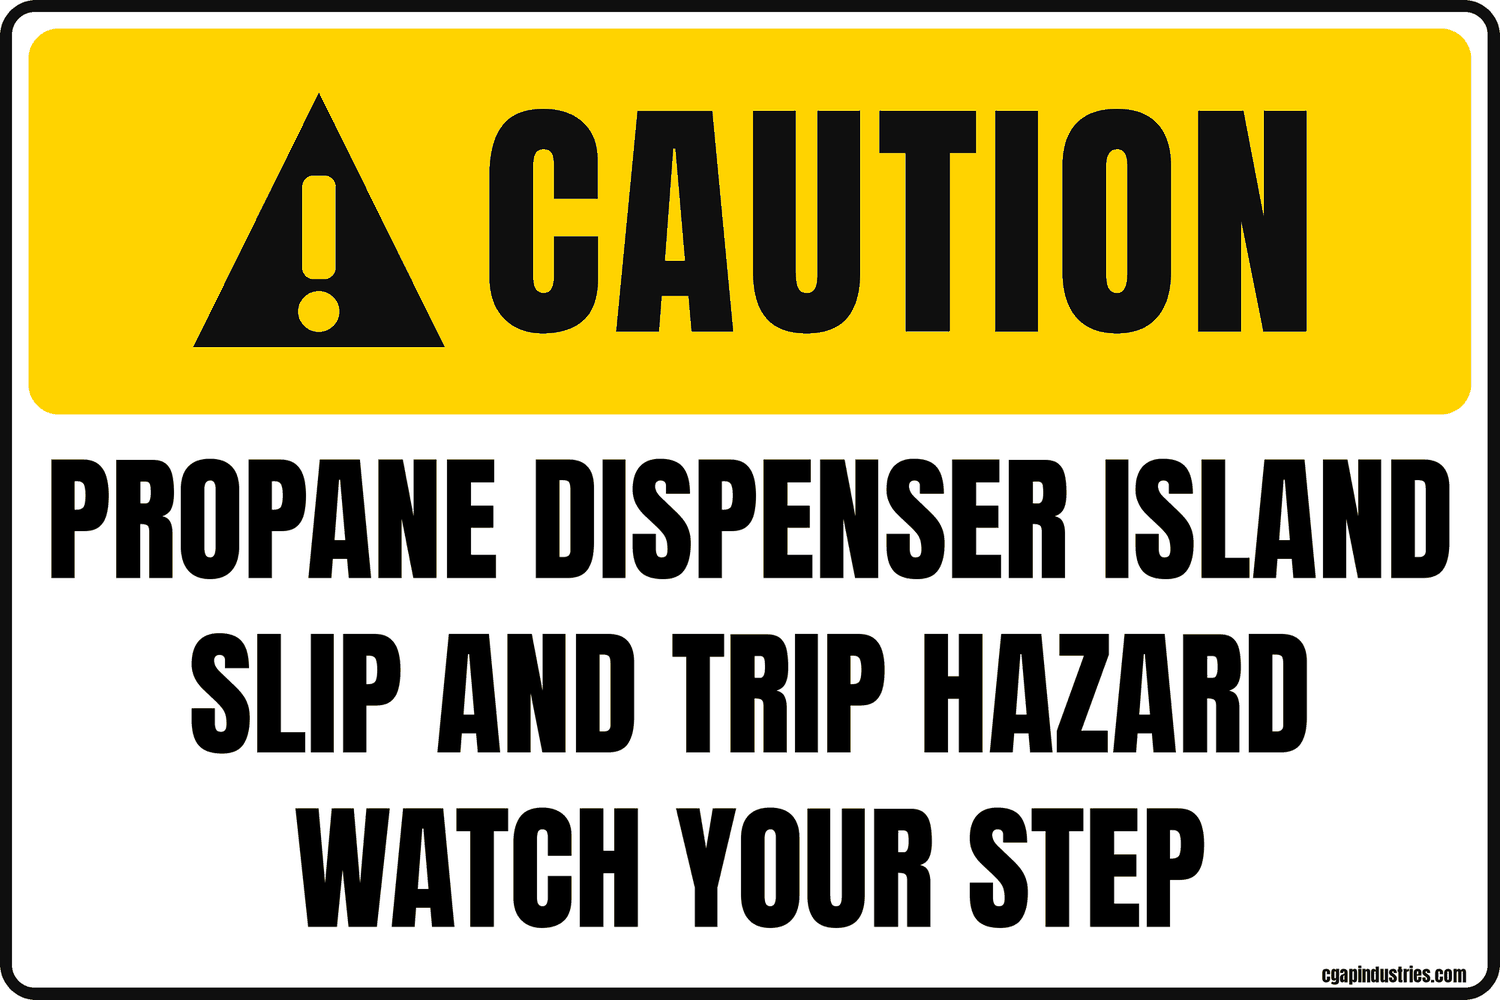 CAUTION
PROPANE DISPENSER ISLAND
SLIP AND TRIP HAZARD
WATCH YOUR STEP
cgapindustries.com